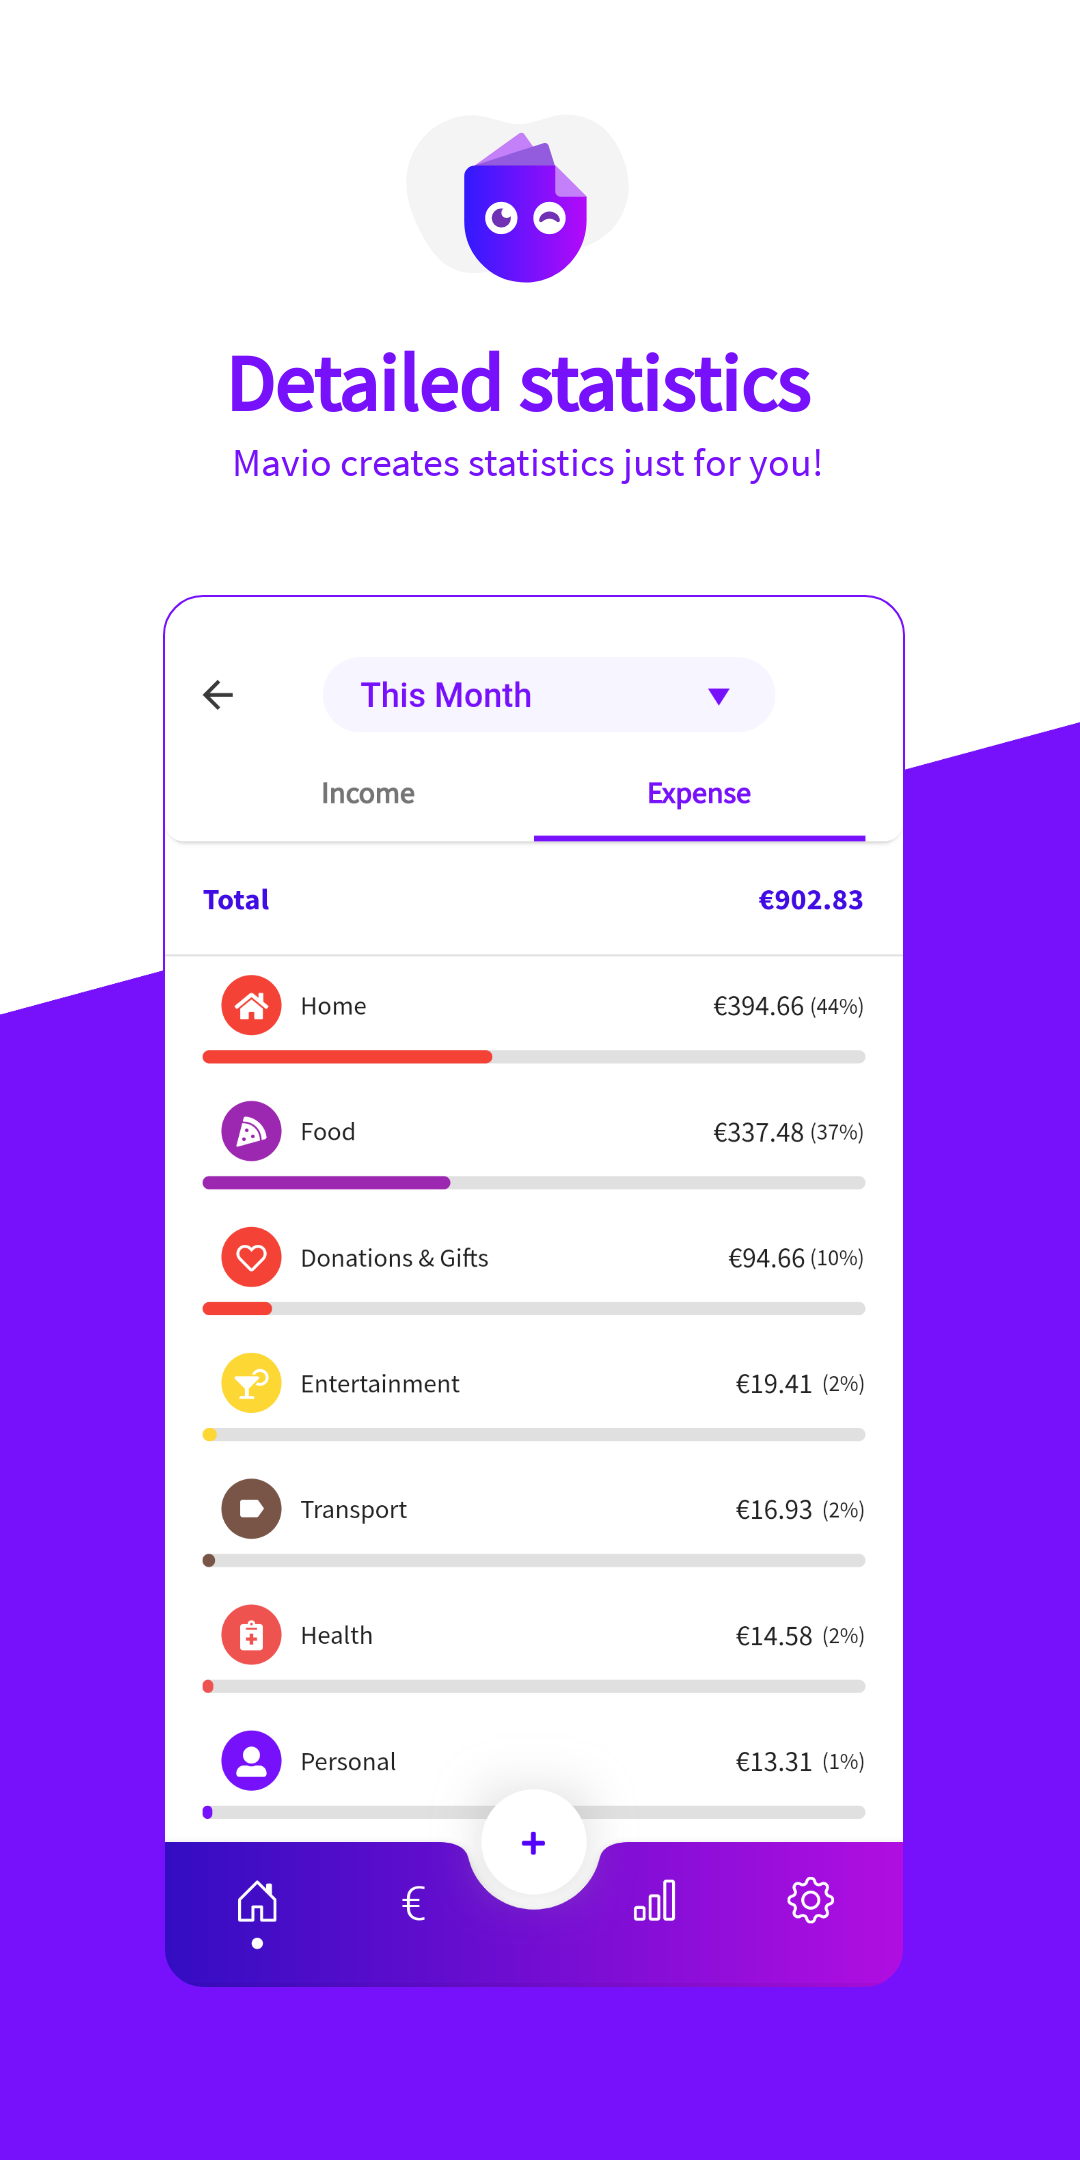 Detailed statistics
Mavio creates statistics just for you!
This Month
Income Expense
Total €902.83
Home €394.66 (44%)
Food €337.48 (37%)
Donations & Gifts €94.66 (10%)
Entertainment €19.41 (2%)
Transport €16.93 (2%)
Health €14.58 (2%)
Personal €13.31 (1%)
+
€